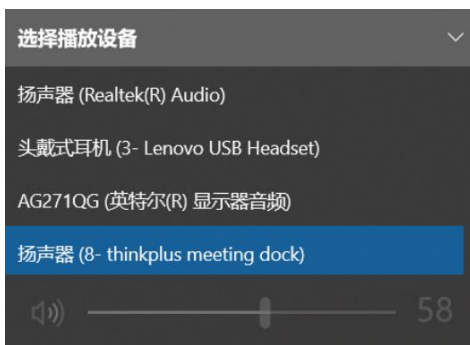 选择播放设备
扬声器 (Realtek(R) Audio)
头戴式耳机 (3- Lenovo USB Headset)
AG271QG (英特尔(R) 显示器音频)
扬声器 (8- thinkplus meeting dock)
58